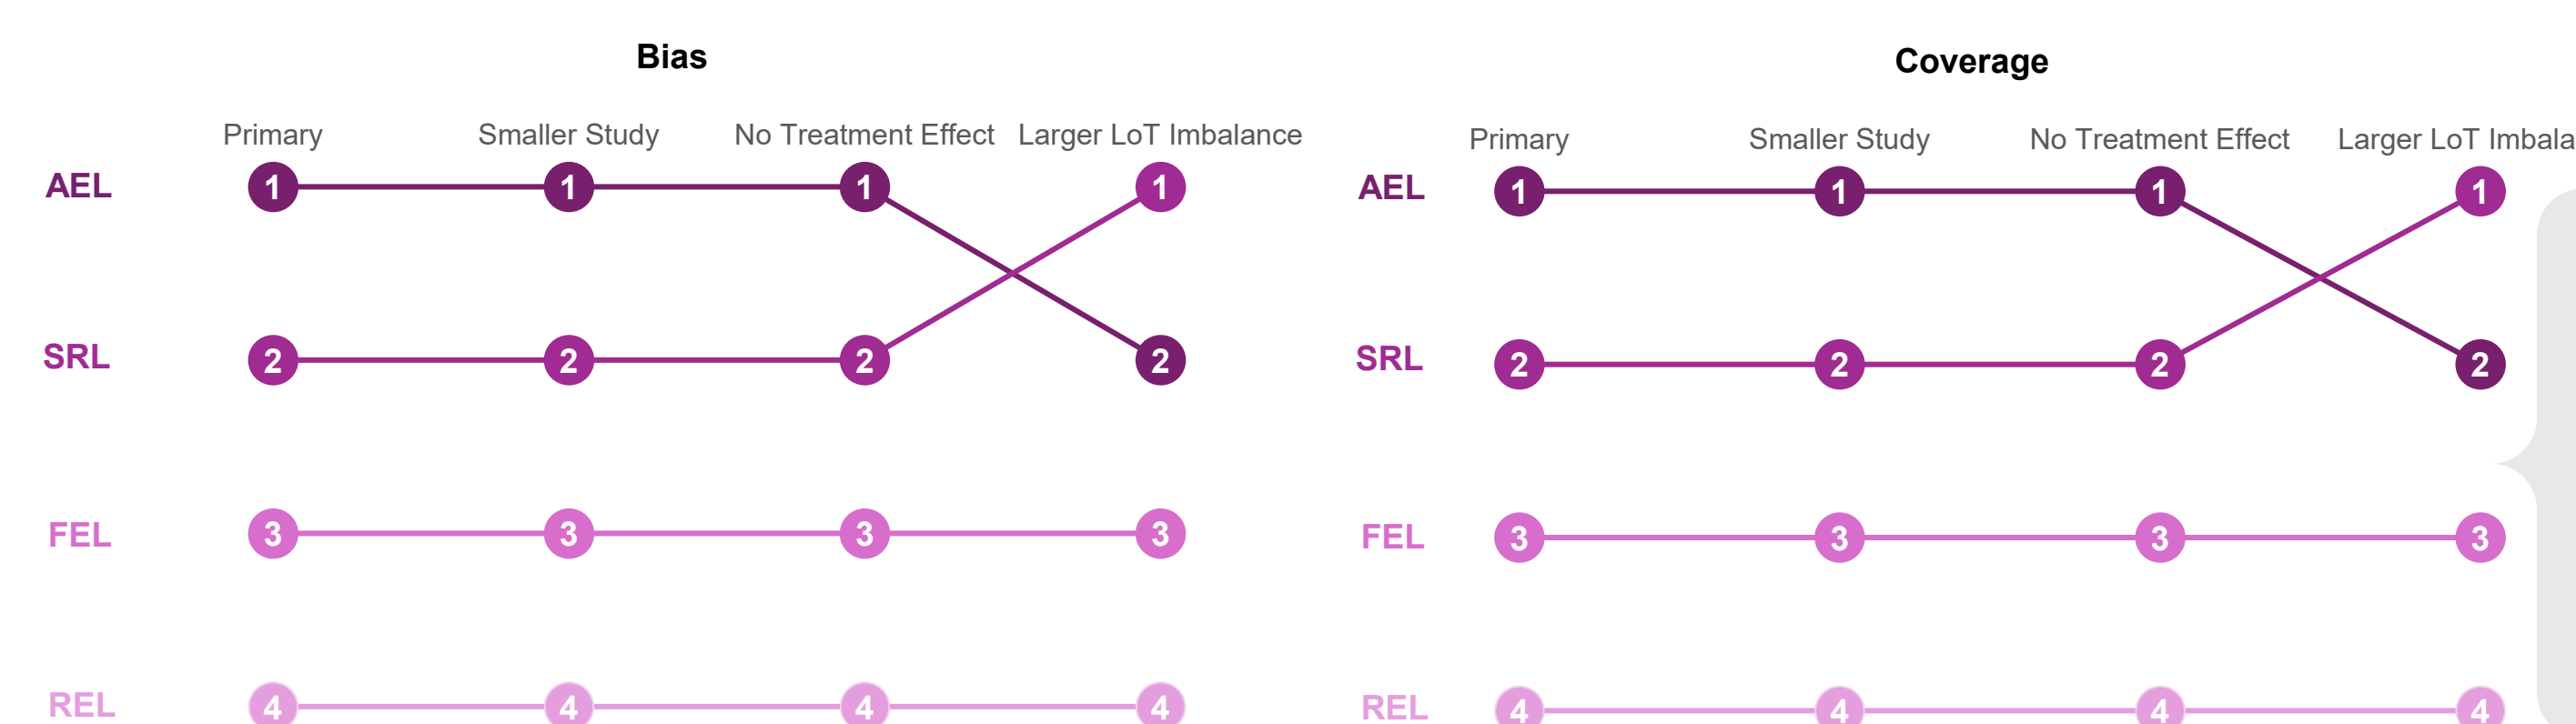 Bias
Primary Smaller Study No Treatment Effect Larger LoT Imbalance
AEL 1 1 1 1
SRL 2 2 2 2
FEL 3 3 3 3
REL 4 4 4 4
Coverage
Primary Smaller Study No Treatment Effect Larger LoT
AEL 1 1 1 1
SRL 2 2 2 2
FEL 3 3 3 3
REL 4 4 4 4